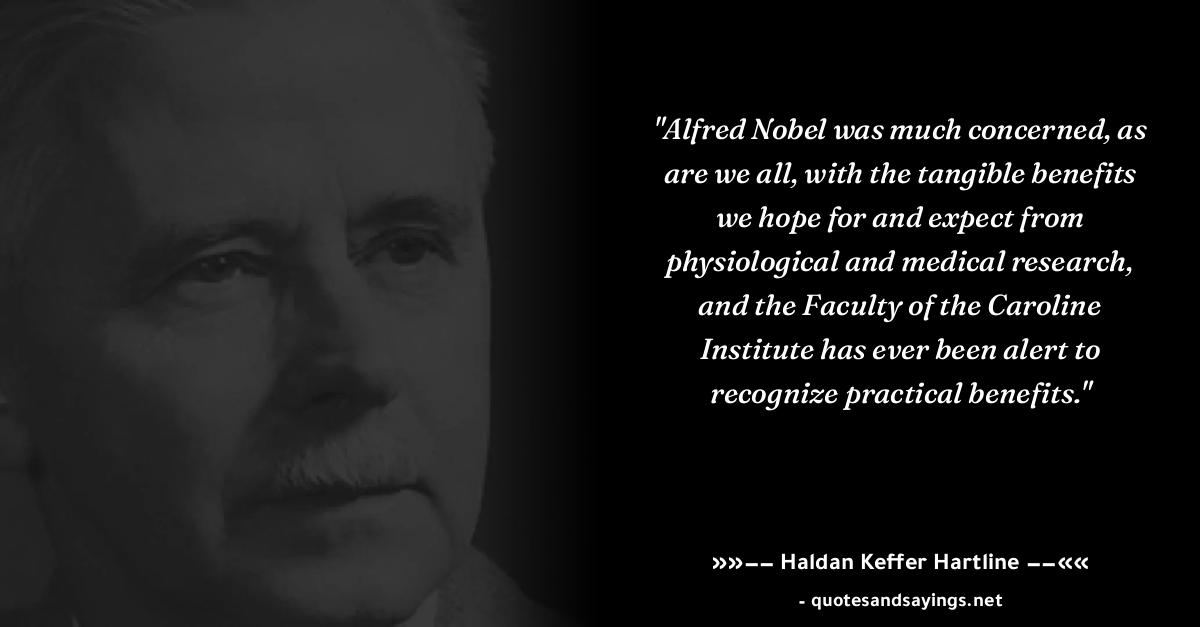 "Alfred Nobel was much concerned, as
are we all, with the tangible benefits
we hope for and expect from
physiological and medical research,
and the Faculty of the Caroline
Institute has ever been alert to
recognize practical benefits."
»»–– Haldan Keffer Hartline ––««
- quotesandsayings.net